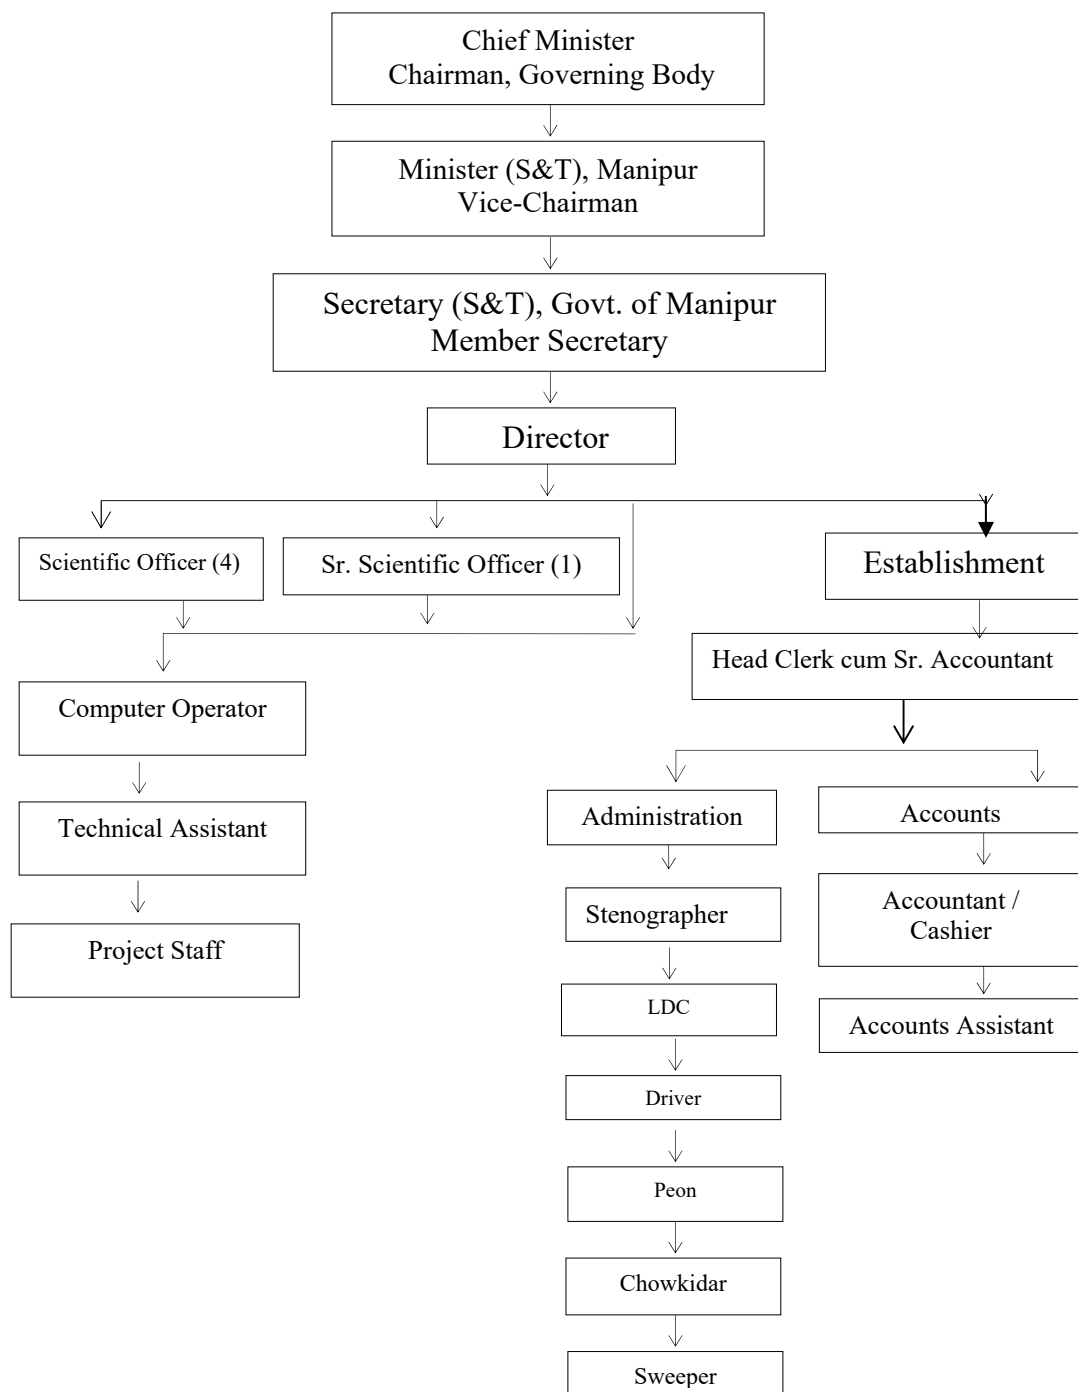 Chief Minister
Chairman, Governing Body
Minister (S&T), Manipur
Vice-Chairman
Secretary (S&T), Govt. of Manipur
Member Secretary
Director
Scientific Officer (4)
Sr. Scientific Officer (1)
Establishment
Head Clerk cum Sr. Accountant
Computer Operator
Technical Assistant
Project Staff
Administration
Accounts
Stenographer
Accountant /
Cashier
LDC
Accounts Assistant
Driver
Peon
Chowkidar
Sweeper